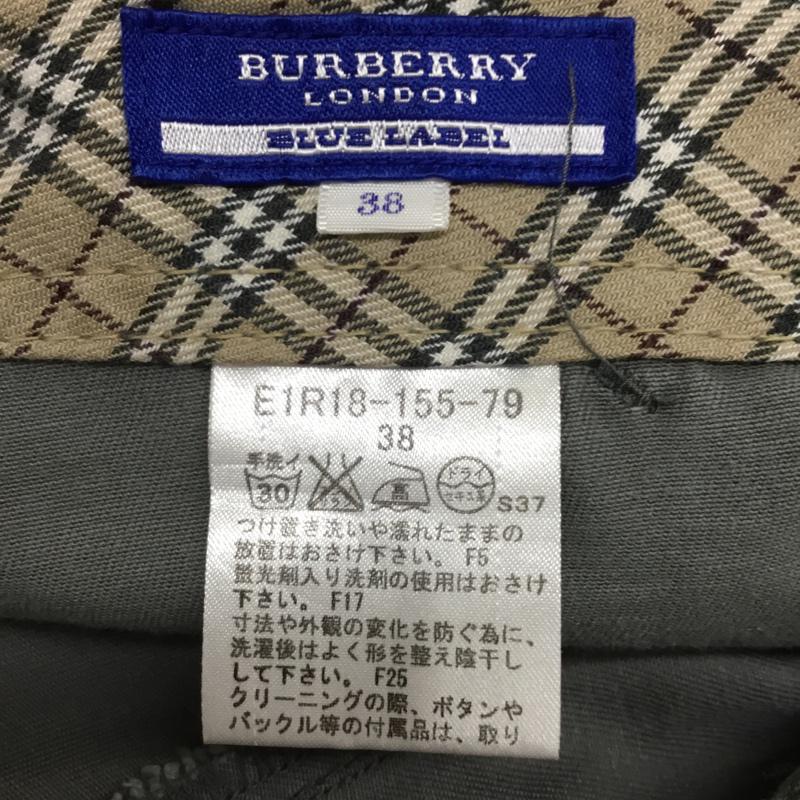 BURBERRY
LONDON
BLUE LABEL
38
E1R18-155-79
38
手洗イ ドライ
30 高 セキユ系 S37
つけ置き洗いや濡れたままの
放置はおさけ下さい。 F5
蛍光剤入り洗剤の使用はおさけ
下さい。 F17
寸法や外観の変化を防ぐ為に、
洗濯後はよく形を整え陰干し
して下さい。 F25
クリーニングの際、ボタンや
バックル等の付属品は、取り